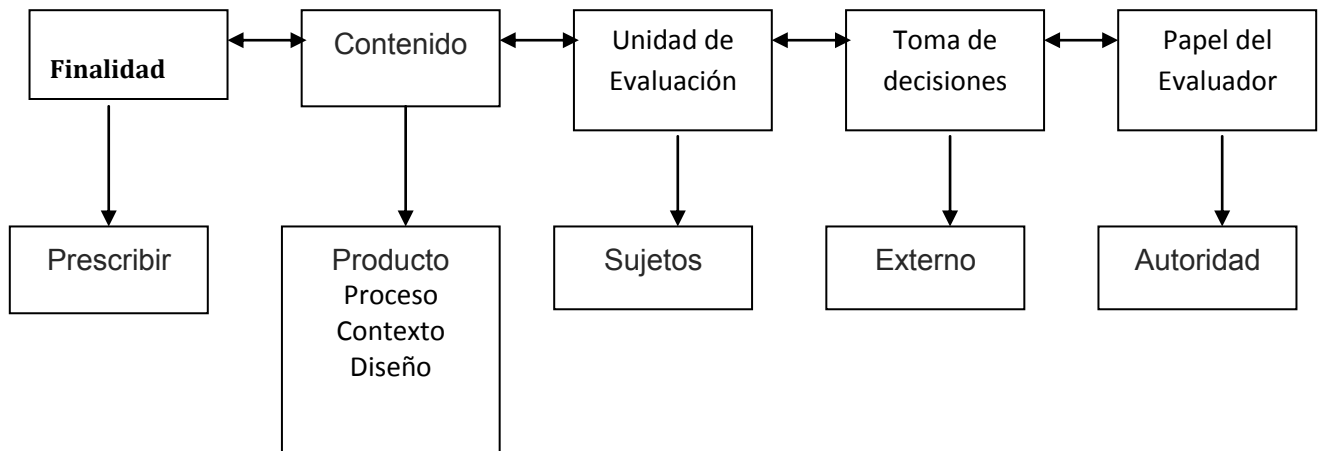 Finalidad
Contenido
Unidad de
Evaluación
Toma de
decisiones
Papel del
Evaluador
Prescribir
Producto
Proceso
Contexto
Diseño
Sujetos
Externo
Autoridad